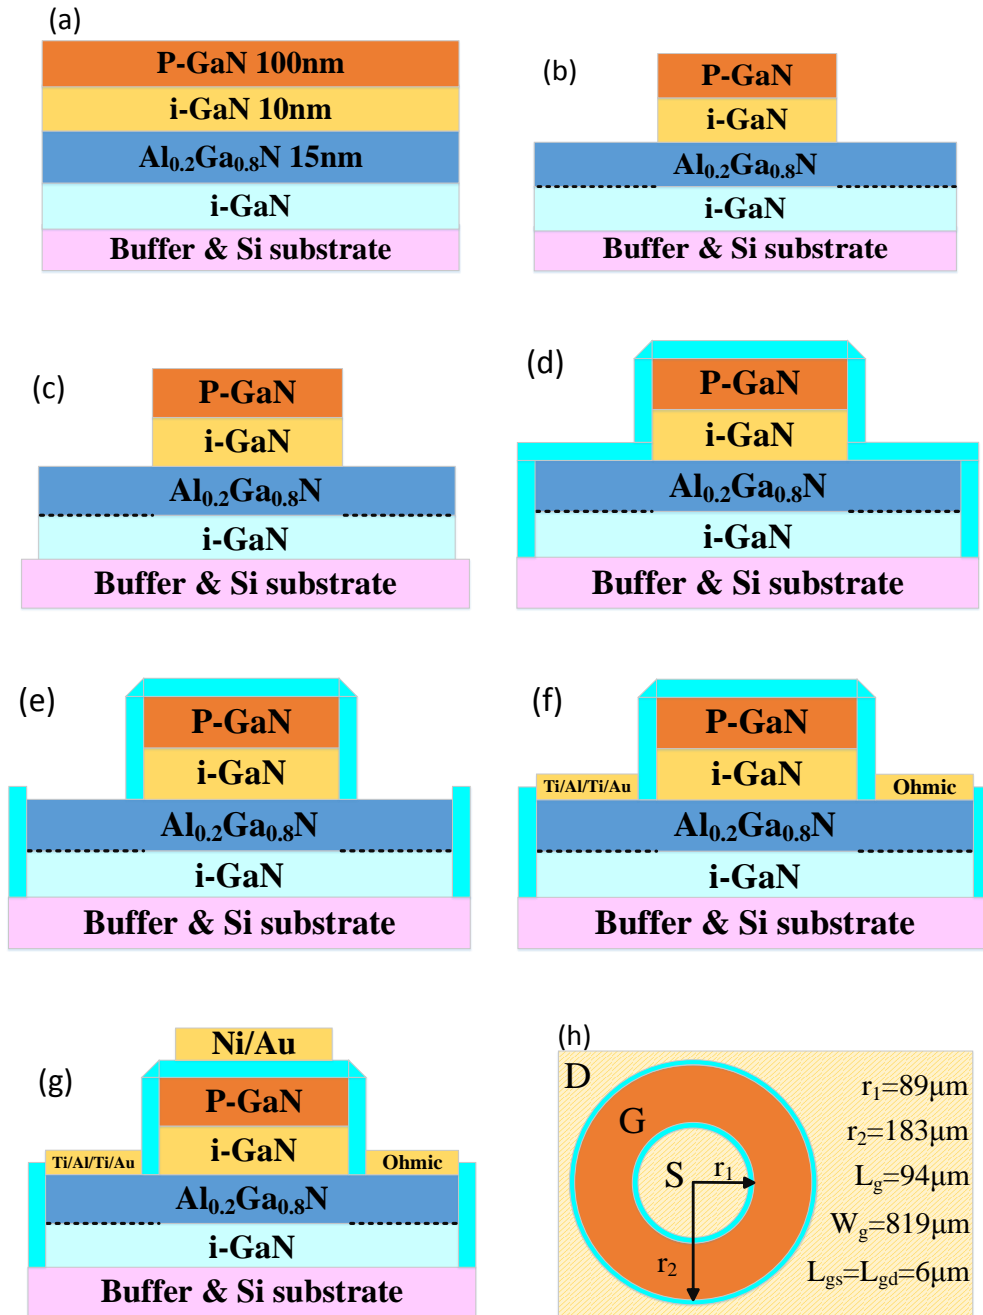 (a)
P-GaN 100nm
i-GaN 10nm
Al₀.₂Ga₀.₈N 15nm
i-GaN
Buffer & Si substrate
(b)
P-GaN
i-GaN
Al₀.₂Ga₀.₈N
i-GaN
Buffer & Si substrate
(c)
P-GaN
i-GaN
Al₀.₂Ga₀.₈N
i-GaN
Buffer & Si substrate
(d)
P-GaN
i-GaN
Al₀.₂Ga₀.₈N
i-GaN
Buffer & Si substrate
(e)
P-GaN
i-GaN
Al₀.₂Ga₀.₈N
i-GaN
Buffer & Si substrate
(f)
P-GaN
i-GaN
Ti/Al/Ti/Au
Ohmic
Al₀.₂Ga₀.₈N
i-GaN
Buffer & Si substrate
(g)
Ni/Au
P-GaN
i-GaN
Ti/Al/Ti/Au
Ohmic
Al₀.₂Ga₀.₈N
i-GaN
Buffer & Si substrate
(h)
D
G
S
r₁
r₂
r₁=89μm
r₂=183μm
Lg=94μm
Wg=819μm
Lgs=Lgd=6μm